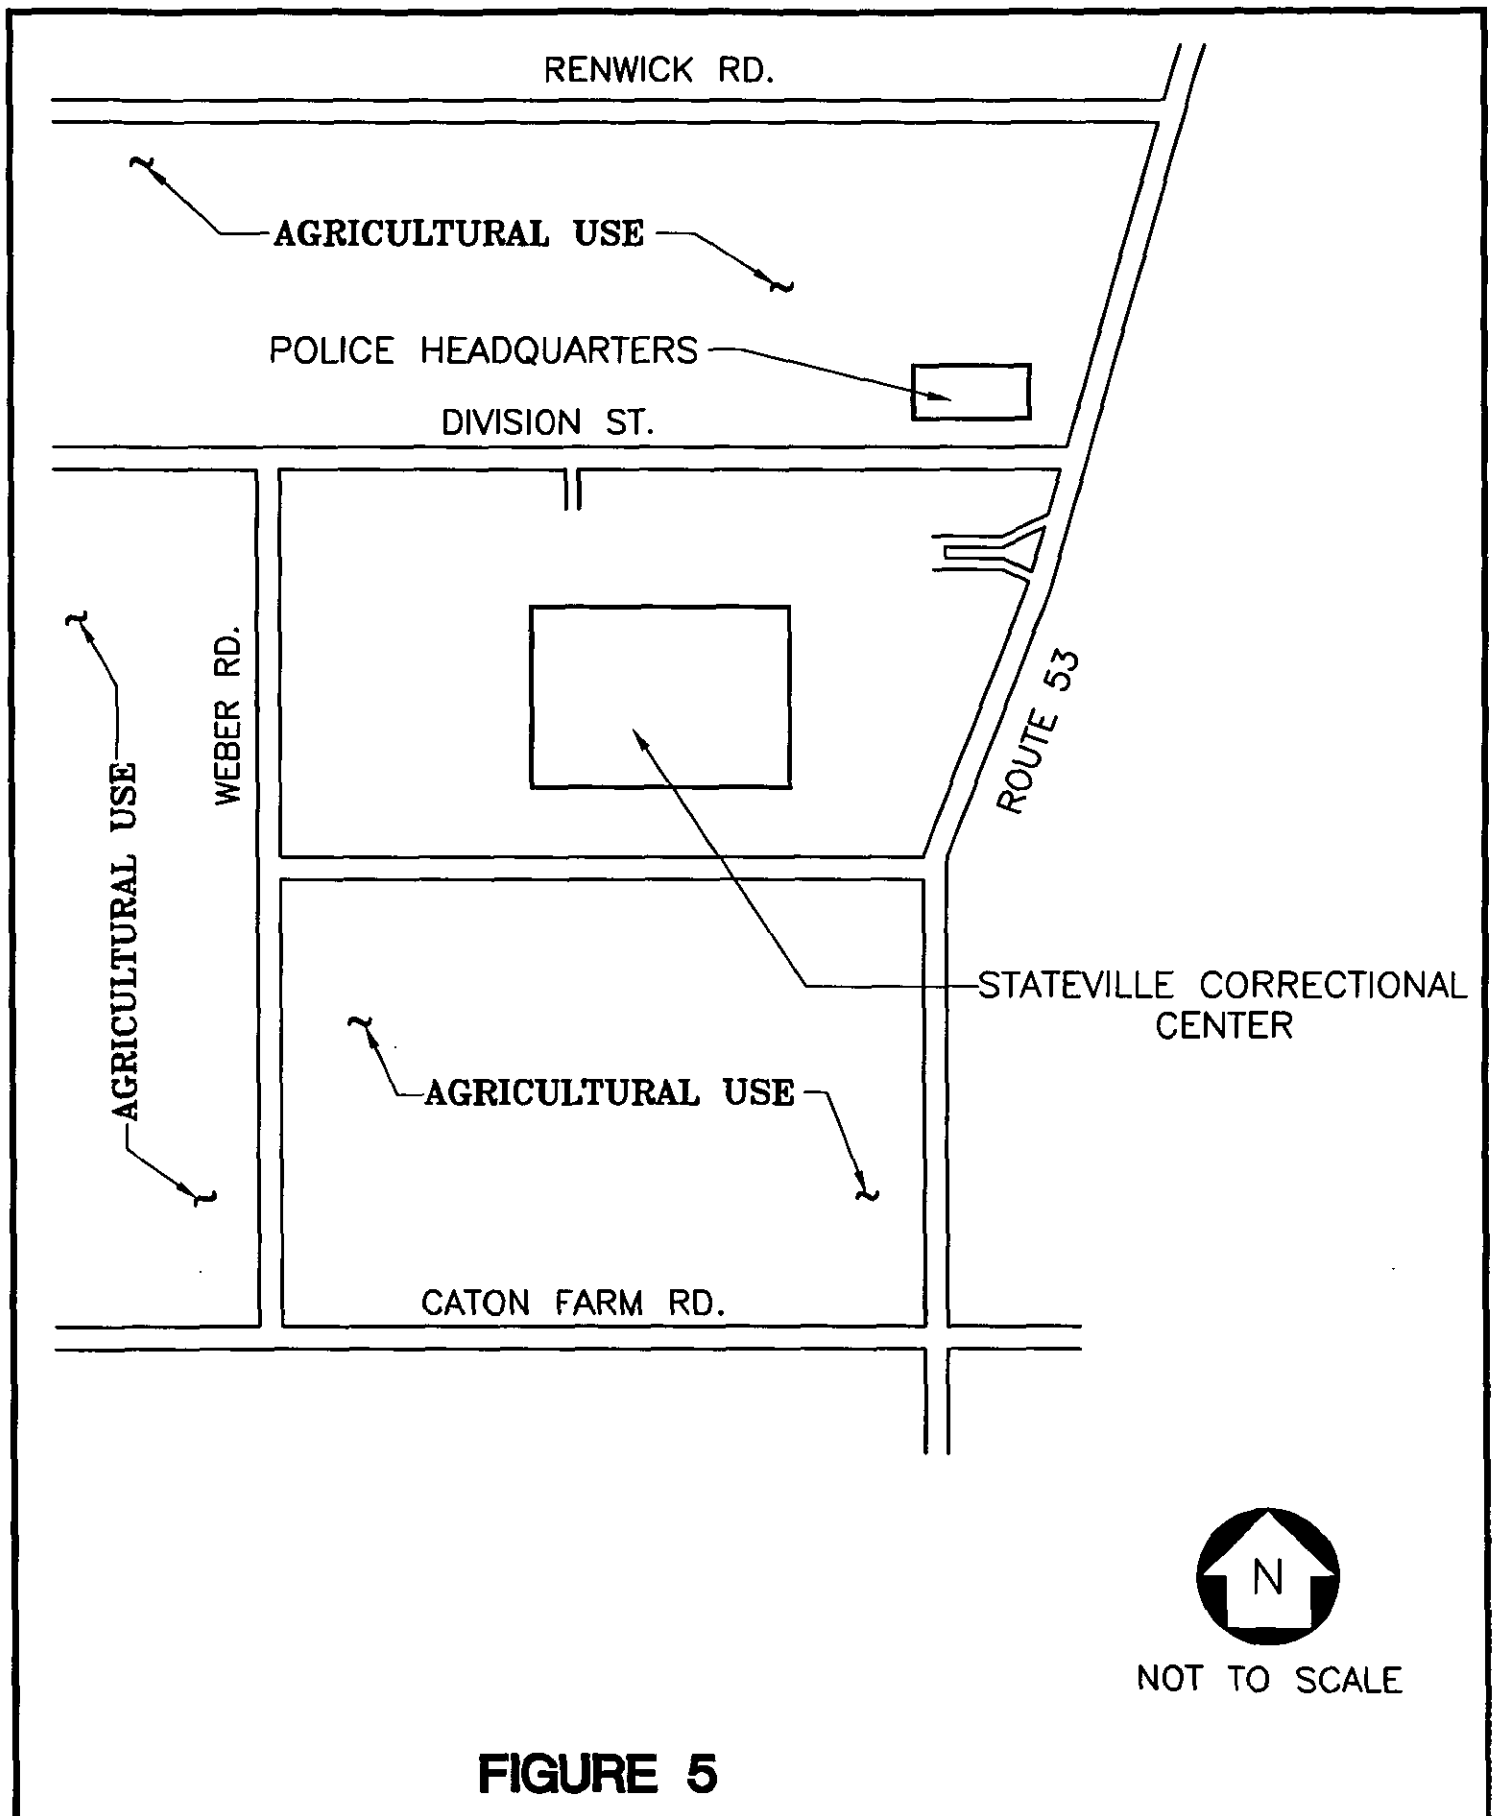 RENWICK RD.
AGRICULTURAL USE
POLICE HEADQUARTERS
DIVISION ST.
WEBER RD.
ROUTE 53
AGRICULTURAL USE
STATEVILLE CORRECTIONAL
CENTER
AGRICULTURAL USE
CATON FARM RD.
N
NOT TO SCALE
FIGURE 5